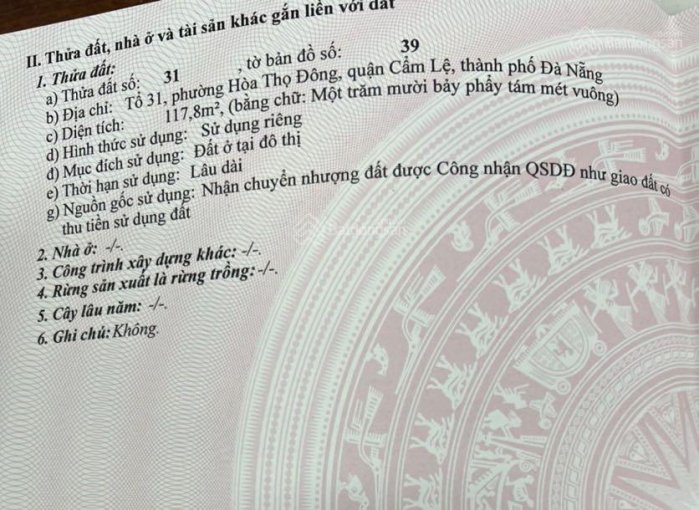 II. Thửa đất, nhà ở và tài sản khác gắn liền với đất
1. Thửa đất:
a) Thửa đất số: 31 , tờ bản đồ số: 39
b) Địa chỉ: Tổ 31, phường Hòa Thọ Đông, quận Cẩm Lệ, thành phố Đà Nẵng
c) Diện tích: 117,8m², (bằng chữ: Một trăm mười bảy phẩy tám mét vuông)
d) Hình thức sử dụng: Sử dụng riêng
đ) Mục đích sử dụng: Đất ở tại đô thị
e) Thời hạn sử dụng: Lâu dài
g) Nguồn gốc sử dụng: Nhận chuyển nhượng đất được Công nhận QSDĐ như giao đất có
thu tiền sử dụng đất
2. Nhà ở: -/-.
3. Công trình xây dựng khác: -/-.
4. Rừng sản xuất là rừng trồng: -/-.
5. Cây lâu năm: -/-.
6. Ghi chú: Không.